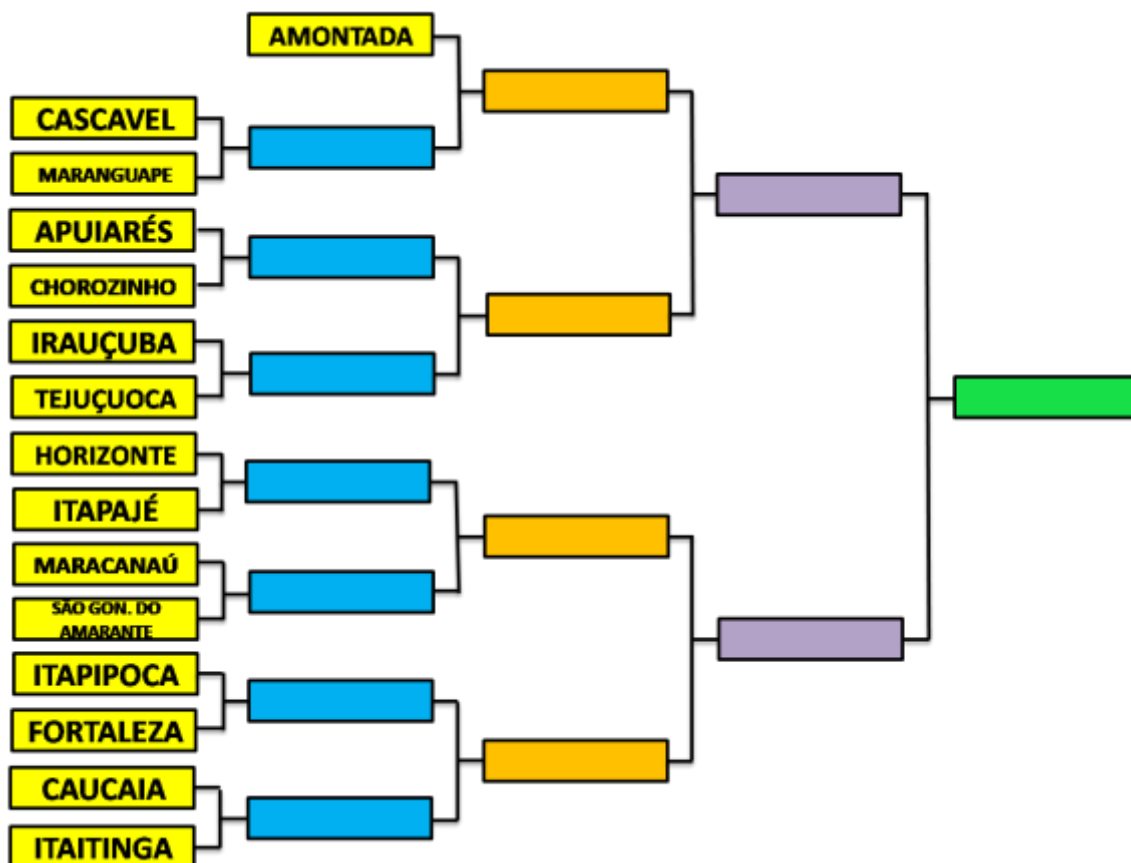 AMONTADA
CASCAVEL
MARANGUAPE
APUIARÉS
CHOROZINHO
IRAUÇUBA
TEJUÇUOCA
HORIZONTE
ITAPAJÉ
MARACANAÚ
SÃO GON. DO
AMARANTE
ITAPIPOCA
FORTALEZA
CAUCAIA
ITAITINGA